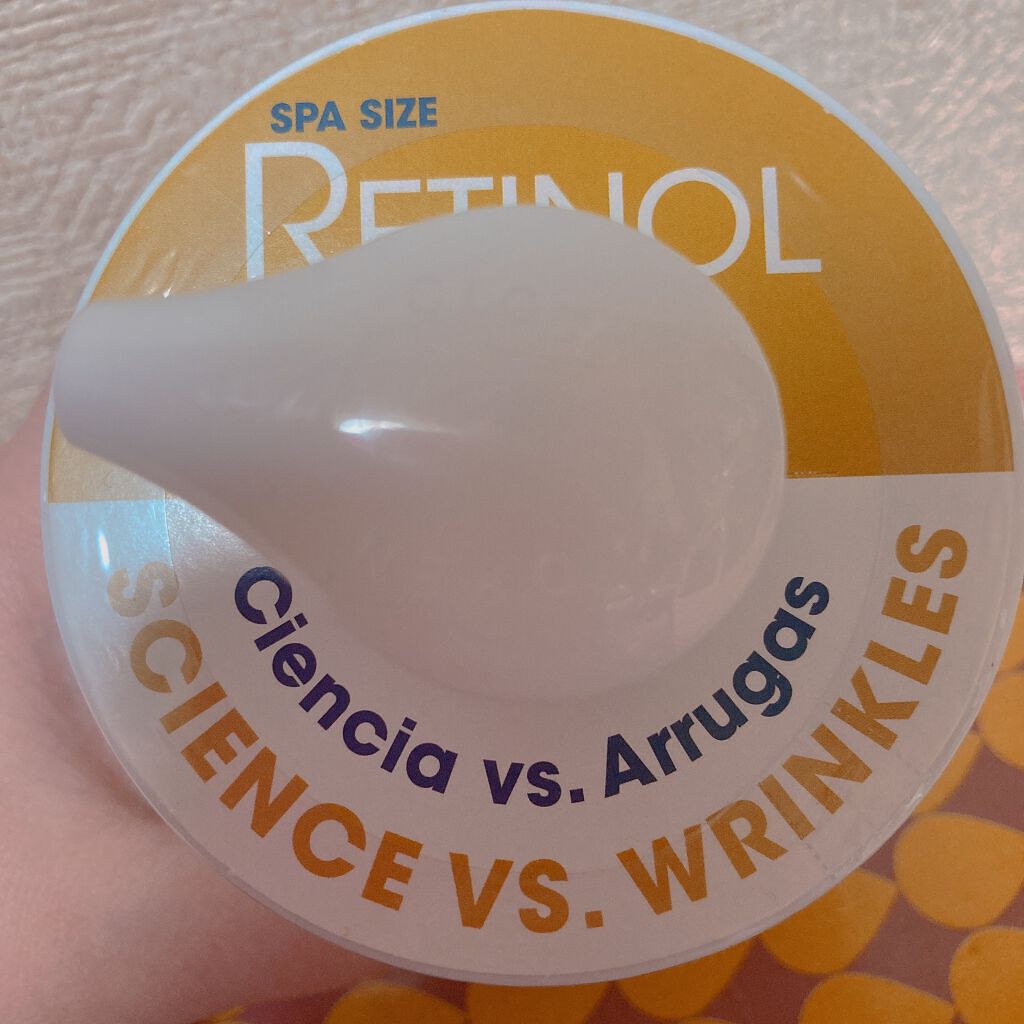 SPA SIZE
RETINOL
Ciencia vs. Arrugas
SCIENCE VS. WRINKLES